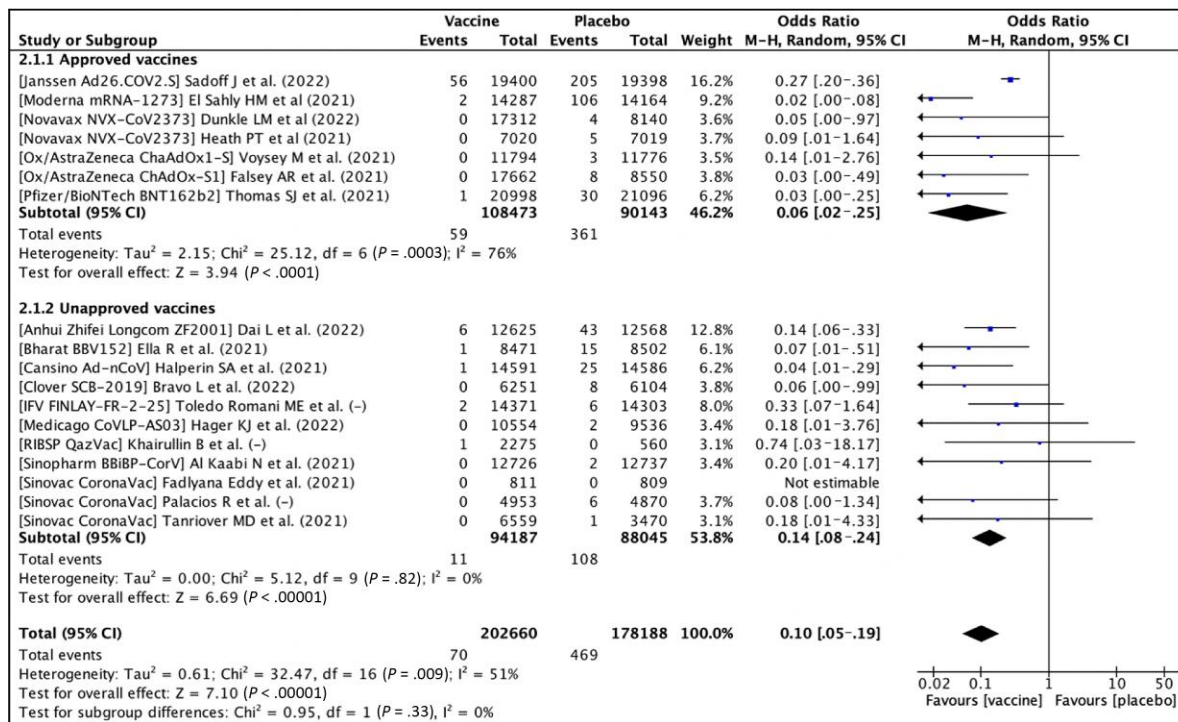 Vaccine Placebo Odds Ratio Odds Ratio
Study or Subgroup Events Total Events Total Weight M-H, Random, 95% CI M-H, Random, 95% CI
2.1.1 Approved vaccines
[Janssen Ad26.COV2.S] Sadoff J et al. (2022) 56 19400 205 19398 16.2% 0.27 [.20-.36]
[Moderna mRNA-1273] El Sahly HM et al (2021) 2 14287 106 14164 9.2% 0.02 [.00-.08]
[Novavax NVX-CoV2373] Dunkle LM et al (2022) 0 17312 4 8140 3.6% 0.05 [.00-.97]
[Novavax NVX-CoV2373] Heath PT et al (2021) 0 7020 5 7019 3.7% 0.09 [.01-1.64]
[Ox/AstraZeneca ChAdOx1-S] Voysey M et al. (2021) 0 11794 3 11776 3.5% 0.14 [.01-2.76]
[Ox/AstraZeneca ChAdOx-S1] Falsey AR et al. (2021) 0 17662 8 8550 3.8% 0.03 [.00-.49]
[Pfizer/BioNTech BNT162b2] Thomas SJ et al. (2021) 1 20998 30 21096 6.2% 0.03 [.00-.25]
Subtotal (95% CI) 108473 90143 46.2% 0.06 [.02-.25]
Total events 59 361
Heterogeneity: Tau² = 2.15; Chi² = 25.12, df = 6 (P = .0003); I² = 76%
Test for overall effect: Z = 3.94 (P < .0001)
2.1.2 Unapproved vaccines
[Anhui Zhifei Longcom ZF2001] Dai L et al. (2022) 6 12625 43 12568 12.8% 0.14 [.06-.33]
[Bharat BBV152] Ella R et al. (2021) 1 8471 15 8502 6.1% 0.07 [.01-.51]
[Cansino Ad-nCoV] Halperin SA et al. (2021) 1 14591 25 14586 6.2% 0.04 [.01-.29]
[Clover SCB-2019] Bravo L et al. (2022) 0 6251 8 6104 3.8% 0.06 [.00-.99]
[IFV FINLAY-FR-2-25] Toledo Romani ME et al. (-) 2 14371 6 14303 8.0% 0.33 [.07-1.64]
[Medicago CoVLP-AS03] Hager KJ et al. (2022) 0 10554 2 9536 3.4% 0.18 [.01-3.76]
[RIBSP QazVac] Khairullin B et al. (-) 1 2275 0 560 3.1% 0.74 [.03-18.17]
[Sinopharm BBiBP-CorV] Al Kaabi N et al. (2021) 0 12726 2 12737 3.4% 0.20 [.01-4.17]
[Sinovac CoronaVac] Fadlyana Eddy et al. (2021) 0 811 0 809 Not estimable
[Sinovac CoronaVac] Palacios R et al. (-) 0 4953 6 4870 3.7% 0.08 [.00-1.34]
[Sinovac CoronaVac] Tanriover MD et al. (2021) 0 6559 1 3470 3.1% 0.18 [.01-4.33]
Subtotal (95% CI) 94187 88045 53.8% 0.14 [.08-.24]
Total events 11 108
Heterogeneity: Tau² = 0.00; Chi² = 5.12, df = 9 (P = .82); I² = 0%
Test for overall effect: Z = 6.69 (P < .00001)
Total (95% CI) 202660 178188 100.0% 0.10 [.05-.19]
Total events 70 469
Heterogeneity: Tau² = 0.61; Chi² = 32.47, df = 16 (P = .009); I² = 51%
Test for overall effect: Z = 7.10 (P < .00001)
Test for subgroup differences: Chi² = 0.95, df = 1 (P = .33), I² = 0%
0.02 0.1 1 10 50
Favours [vaccine] Favours [placebo]